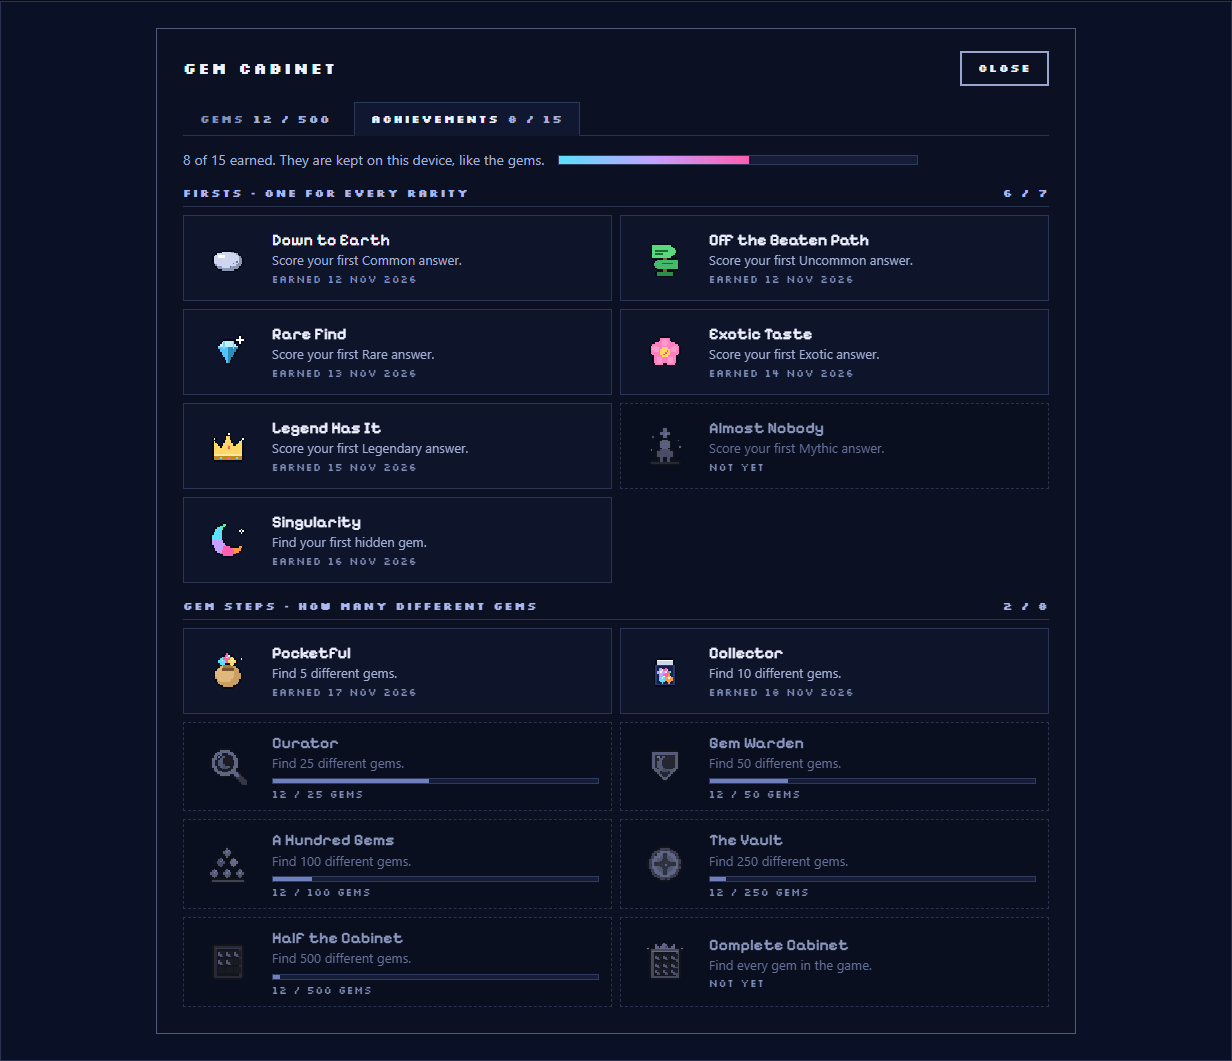 GEM CABINET
CLOSE
GEMS 12 / 500
ACHIEVEMENTS 8 / 15
8 of 15 earned. They are kept on this device, like the gems.
FIRSTS - ONE FOR EVERY RARITY
6 / 7
Down to Earth
Score your first Common answer.
EARNED 12 NOV 2026
Off the Beaten Path
Score your first Uncommon answer.
EARNED 12 NOV 2026
Rare Find
Score your first Rare answer.
EARNED 13 NOV 2026
Exotic Taste
Score your first Exotic answer.
EARNED 14 NOV 2026
Legend Has It
Score your first Legendary answer.
EARNED 15 NOV 2026
Almost Nobody
Score your first Mythic answer.
NOT YET
Singularity
Find your first hidden gem.
EARNED 16 NOV 2026
GEM STEPS - HOW MANY DIFFERENT GEMS
2 / 8
Pocketful
Find 5 different gems.
EARNED 17 NOV 2026
Collector
Find 10 different gems.
EARNED 18 NOV 2026
Curator
Find 25 different gems.
12 / 25 GEMS
Gem Warden
Find 50 different gems.
12 / 50 GEMS
A Hundred Gems
Find 100 different gems.
12 / 100 GEMS
The Vault
Find 250 different gems.
12 / 250 GEMS
Half the Cabinet
Find 500 different gems.
12 / 500 GEMS
Complete Cabinet
Find every gem in the game.
NOT YET